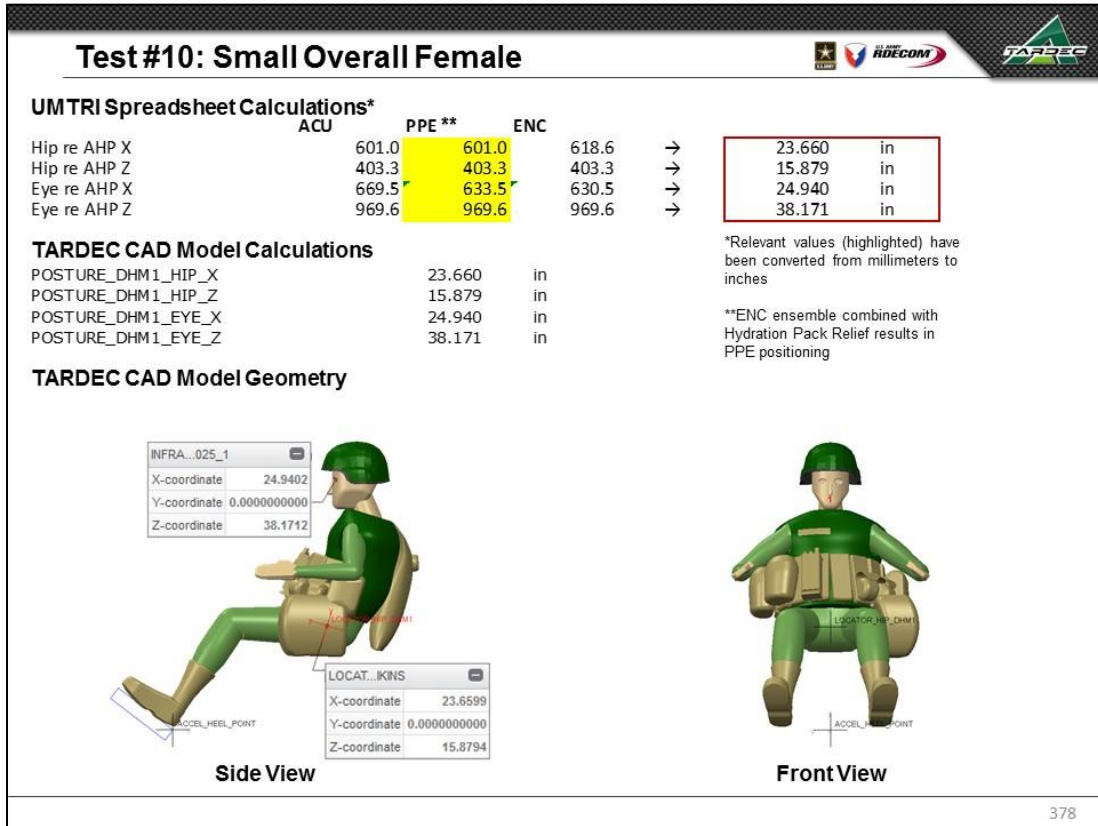 Test #10: Small Overall Female
U.S. ARMY
U.S. ARMY
RDECOM
TARDEC
UMTRI Spreadsheet Calculations*
ACU PPE ** ENC
Hip re AHP X 601.0 601.0 618.6 → 23.660 in
Hip re AHP Z 403.3 403.3 403.3 → 15.879 in
Eye re AHP X 669.5 633.5 630.5 → 24.940 in
Eye re AHP Z 969.6 969.6 969.6 → 38.171 in
*Relevant values (highlighted) have
been converted from millimeters to
inches
**ENC ensemble combined with
Hydration Pack Relief results in
PPE positioning
TARDEC CAD Model Calculations
POSTURE_DHM1_HIP_X 23.660 in
POSTURE_DHM1_HIP_Z 15.879 in
POSTURE_DHM1_EYE_X 24.940 in
POSTURE_DHM1_EYE_Z 38.171 in
TARDEC CAD Model Geometry
INFRA...025_1
X-coordinate 24.9402
Y-coordinate 0.0000000000
Z-coordinate 38.1712
LOCATOR_HIP_DHM1
LOCAT...IKINS
X-coordinate 23.6599
Y-coordinate 0.0000000000
Z-coordinate 15.8794
ACCEL_HEEL_POINT
Side View
LOCATOR_HIP_DHM1
ACCEL_HEEL_POINT
Front View
378